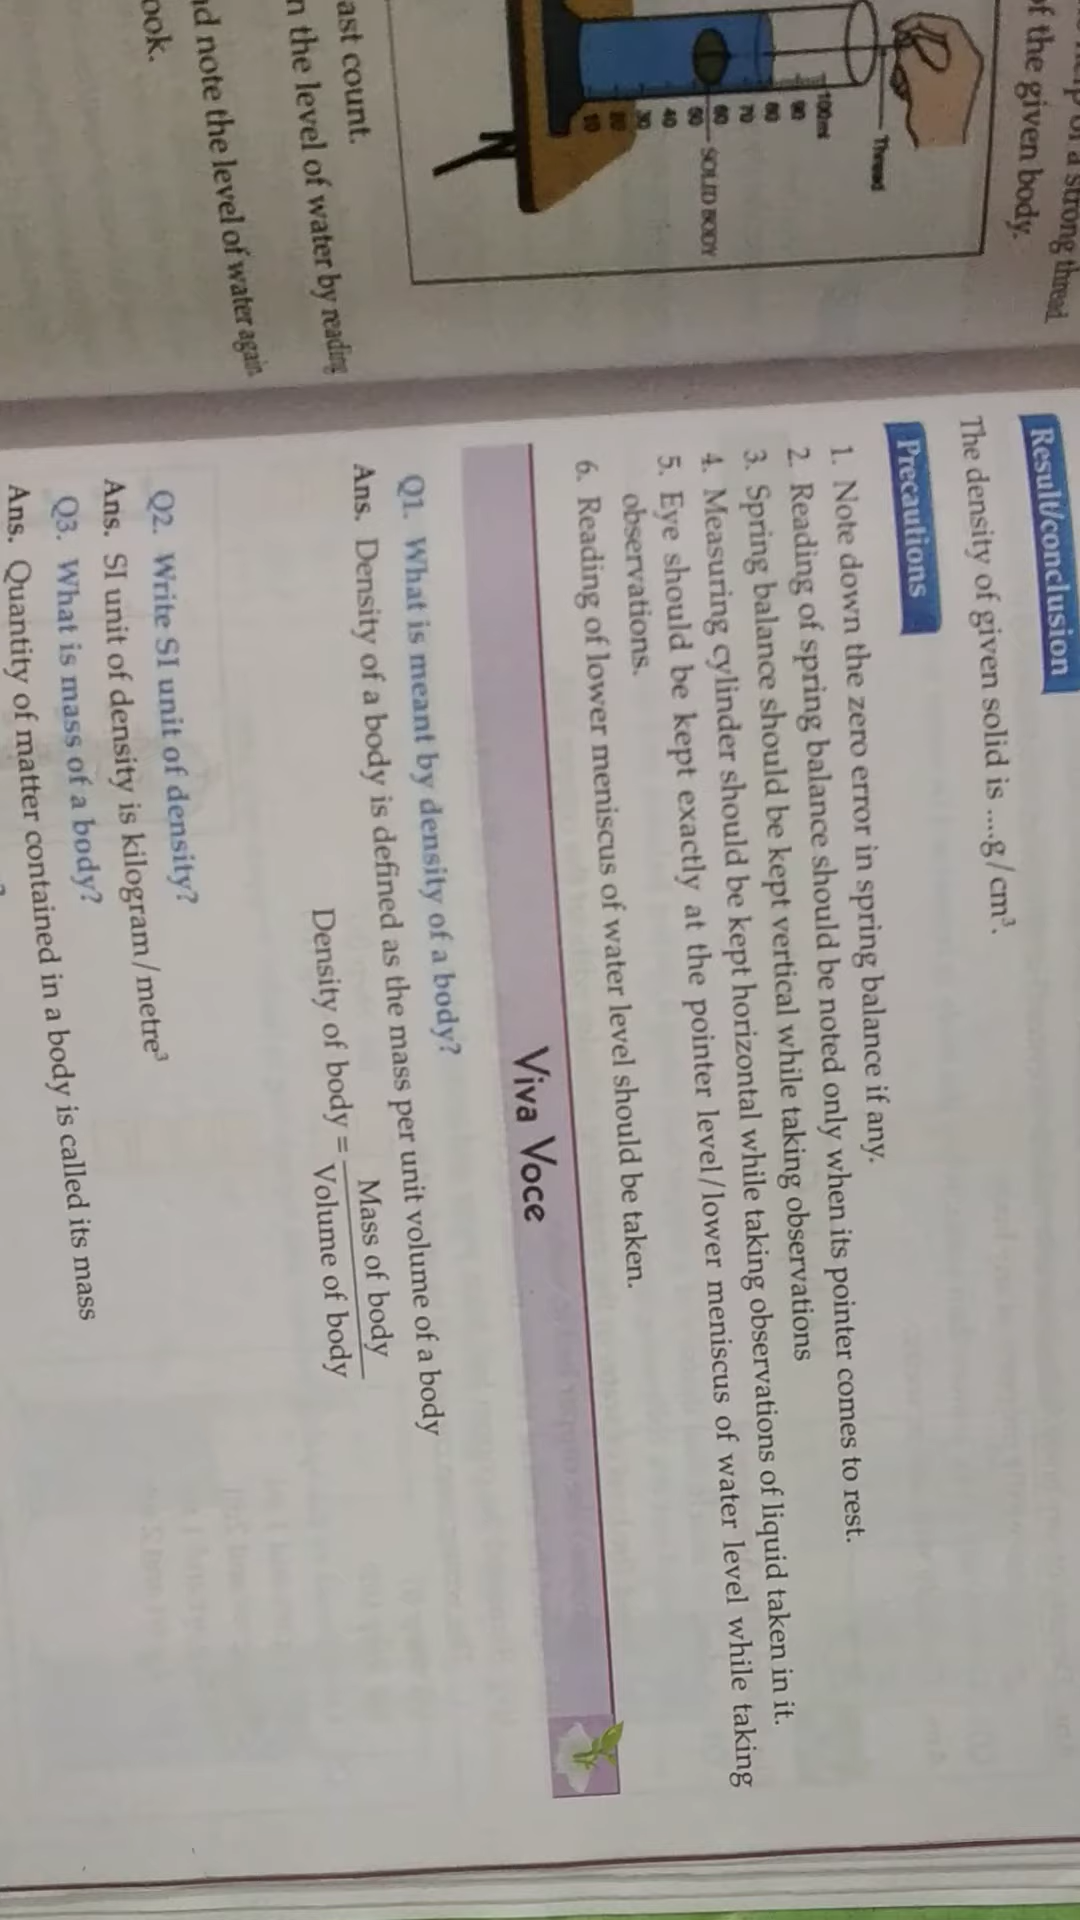 of a strong thread
of the given body.
Thread
100ml
90
80
70
60
50
40
30
20
10
SOLID BODY
ast count.
n the level of water by reading
nd note the level of water again
ook.
Result/conclusion
The density of given solid is ....g/cm³.
Precautions
1. Note down the zero error in spring balance if any.
2. Reading of spring balance should be noted only when its pointer comes to rest.
3. Spring balance should be kept vertical while taking observations
4. Measuring cylinder should be kept horizontal while taking observations of liquid taken in it.
5. Eye should be kept exactly at the pointer level/lower meniscus of water level while taking
observations.
6. Reading of lower meniscus of water level should be taken.
Viva Voce
Q1. What is meant by density of a body?
Ans. Density of a body is defined as the mass per unit volume of a body
Density of body = Mass of body
Volume of body
Q2. Write SI unit of density?
Ans. SI unit of density is kilogram/metre³
Q3. What is mass of a body?
Ans. Quantity of matter contained in a body is called its mass